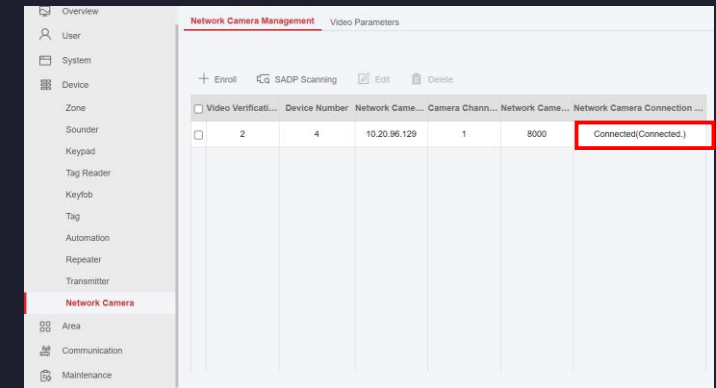 Overview
User
System
Device
Zone
Sounder
Keypad
Tag Reader
Keyfob
Tag
Automation
Repeater
Transmitter
Network Camera
Area
Communication
Maintenance
Network Camera Management Video Parameters
Enroll SADP Scanning Edit Delete
Video Verificati... Device Number Network Came... Camera Chann... Network Came... Network Camera Connection ...
2 4 10.20.96.129 1 8000 Connected(Connected.)